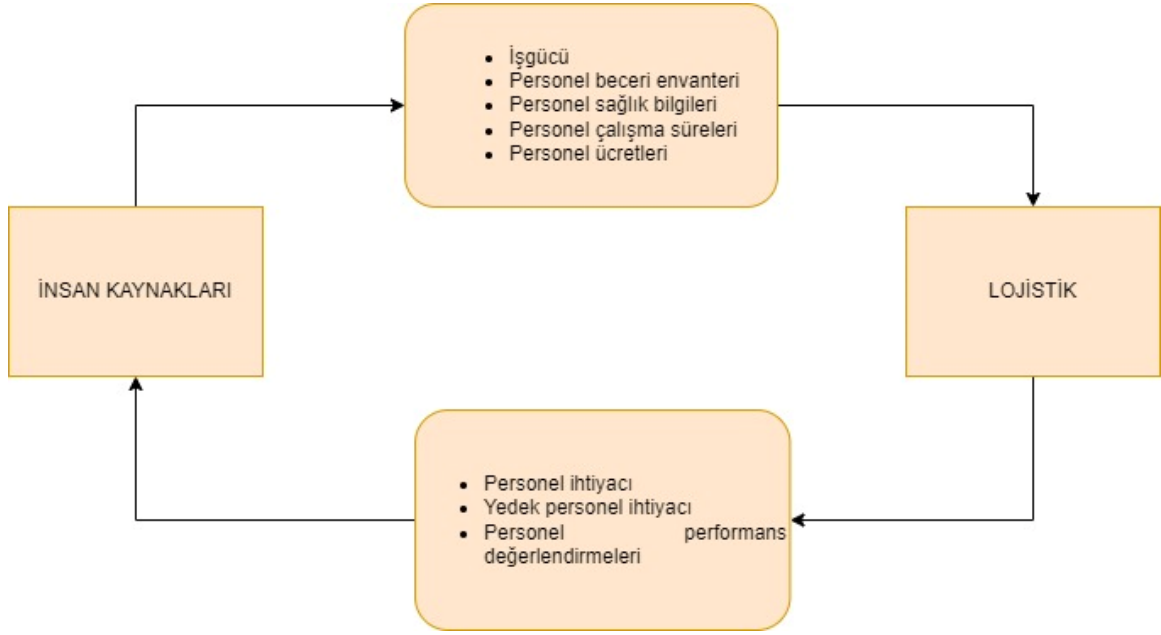 • İşgücü
• Personel beceri envanteri
• Personel sağlık bilgileri
• Personel çalışma süreleri
• Personel ücretleri
İNSAN KAYNAKLARI
LOJİSTİK
• Personel ihtiyacı
• Yedek personel ihtiyacı
• Personel performans
değerlendirmeleri